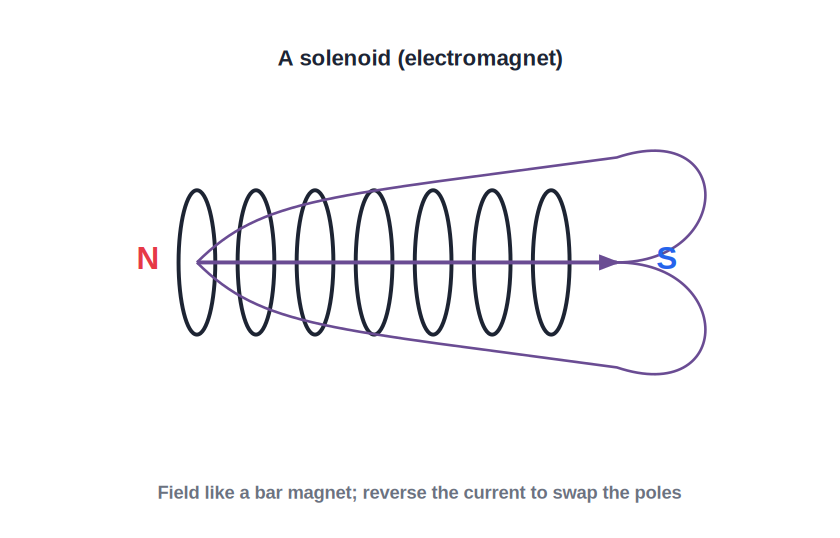 A solenoid (electromagnet)
N
S
Field like a bar magnet; reverse the current to swap the poles